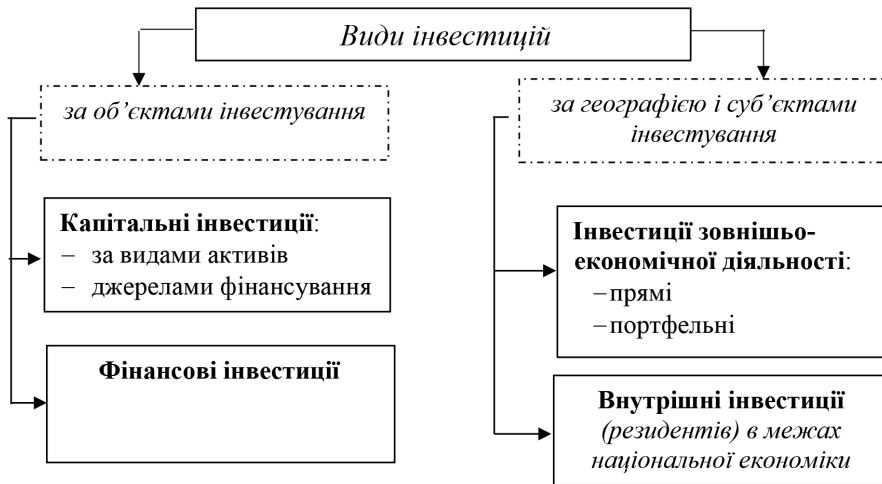 Види інвестицій
за об’єктами інвестування
Капітальні інвестиції:
– за видами активів
– джерелами фінансування
Фінансові інвестиції
за географією і суб’єктами
інвестування
Інвестиції зовнішьо-
економічної діяльності:
–прямі
–портфельні
Внутрішні інвестиції
(резидентів) в межах
національної економіки